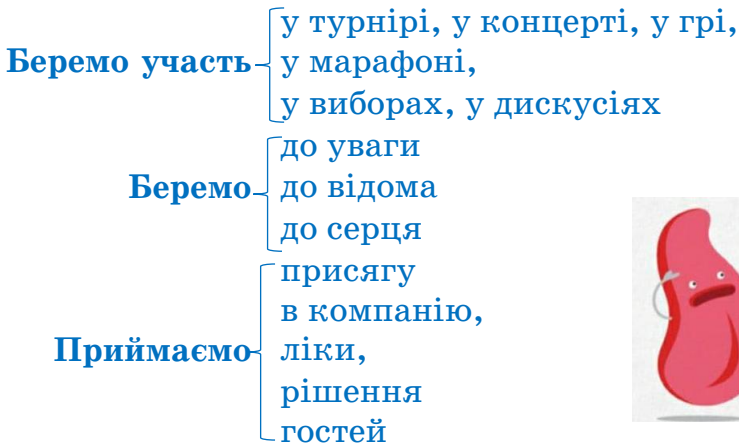 у турнірі, у концерті, у грі,
Беремо участь у марафоні,
у виборах, у дискусіях
до уваги
Беремо до відома
до серця
присягу
в компанію,
Приймаємо ліки,
рішення
гостей